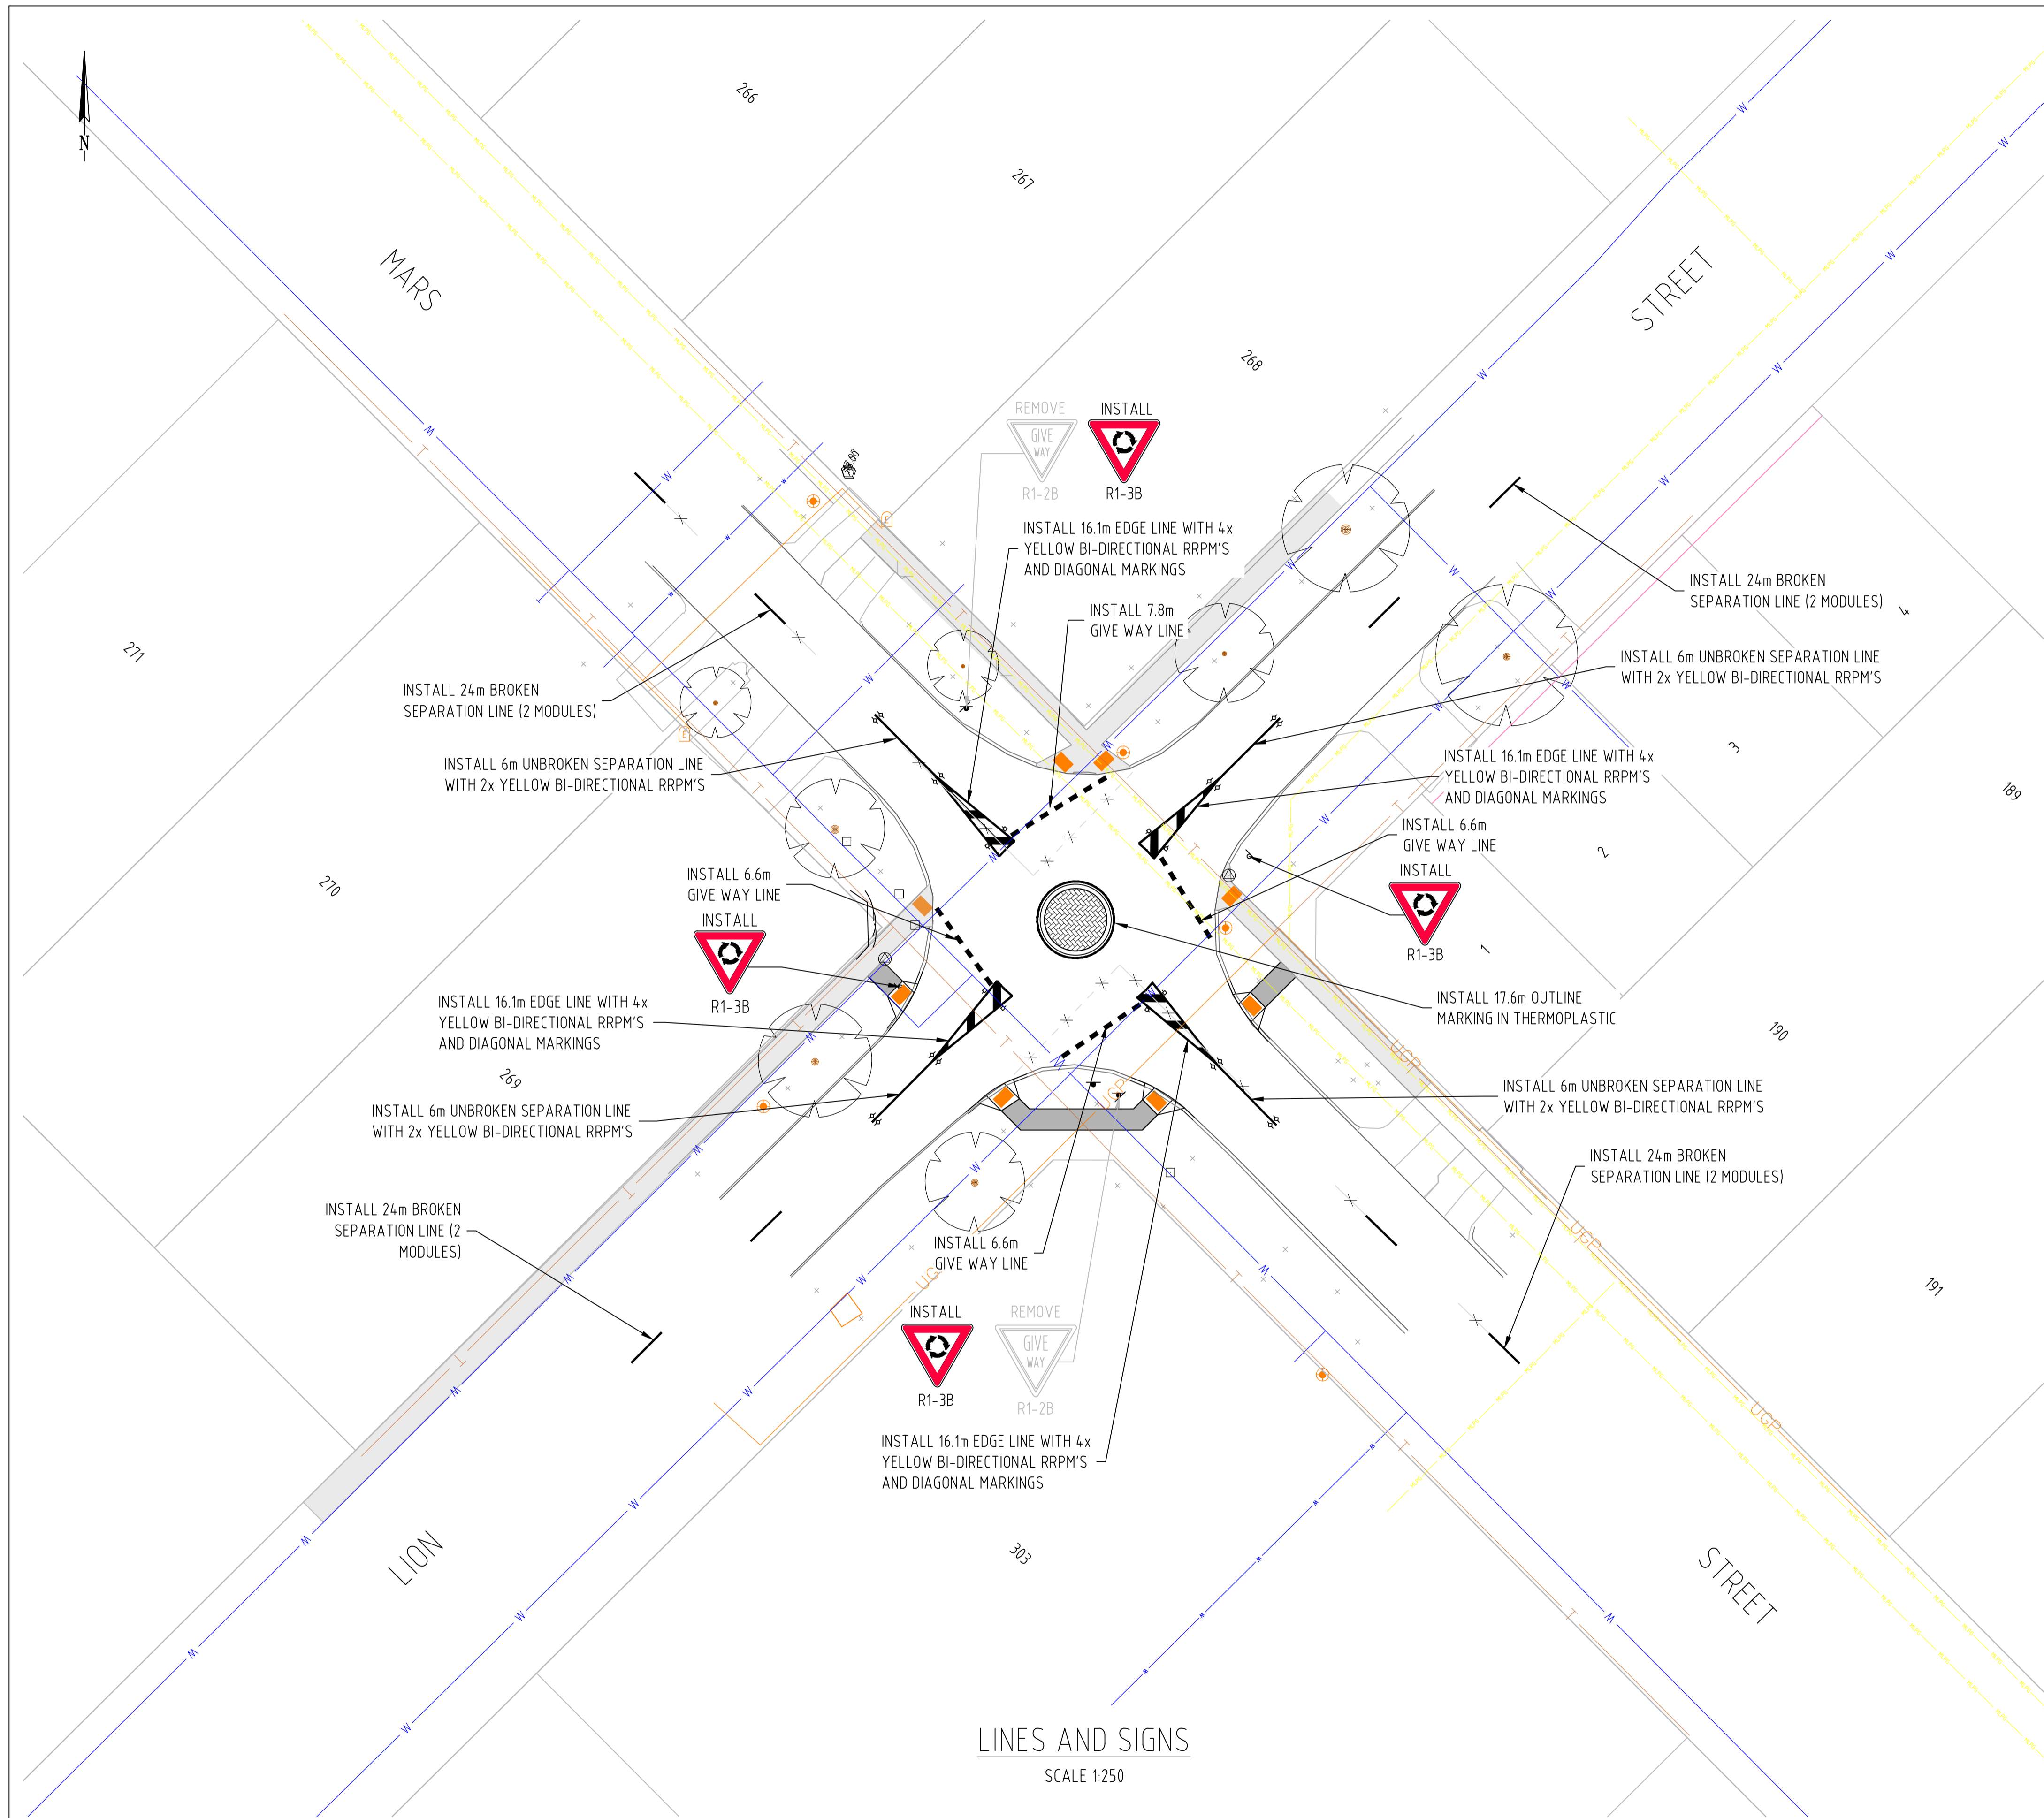 N
266
267
MARS
STREET
268
REMOVE
GIVE
WAY
R1-2B
INSTALL
R1-3B
INSTALL 16.1m EDGE LINE WITH 4x
YELLOW BI-DIRECTIONAL RRPM'S
AND DIAGONAL MARKINGS
INSTALL 7.8m
GIVE WAY LINE
INSTALL 24m BROKEN
SEPARATION LINE (2 MODULES)
4
271
INSTALL 24m BROKEN
SEPARATION LINE (2 MODULES)
INSTALL 6m UNBROKEN SEPARATION LINE
WITH 2x YELLOW BI-DIRECTIONAL RRPM'S
INSTALL 6m UNBROKEN SEPARATION LINE
WITH 2x YELLOW BI-DIRECTIONAL RRPM'S
INSTALL 16.1m EDGE LINE WITH 4x
YELLOW BI-DIRECTIONAL RRPM'S
AND DIAGONAL MARKINGS
3
189
INSTALL 6.6m
GIVE WAY LINE
2
INSTALL
R1-3B
1
270
INSTALL 6.6m
GIVE WAY LINE
INSTALL
R1-3B
INSTALL 17.6m OUTLINE
MARKING IN THERMOPLASTIC
190
INSTALL 16.1m EDGE LINE WITH 4x
YELLOW BI-DIRECTIONAL RRPM'S
AND DIAGONAL MARKINGS
269
UGP
UGP
INSTALL 6m UNBROKEN SEPARATION LINE
WITH 2x YELLOW BI-DIRECTIONAL RRPM'S
INSTALL 6m UNBROKEN SEPARATION LINE
WITH 2x YELLOW BI-DIRECTIONAL RRPM'S
INSTALL 24m BROKEN
SEPARATION LINE (2 MODULES)
INSTALL 24m BROKEN
SEPARATION LINE (2
MODULES)
INSTALL 6.6m
GIVE WAY LINE
UG
UGP
191
INSTALL
R1-3B
REMOVE
GIVE
WAY
R1-2B
UGP
INSTALL 16.1m EDGE LINE WITH 4x
YELLOW BI-DIRECTIONAL RRPM'S
AND DIAGONAL MARKINGS
LION
303
STREET
LINES AND SIGNS
SCALE 1:250